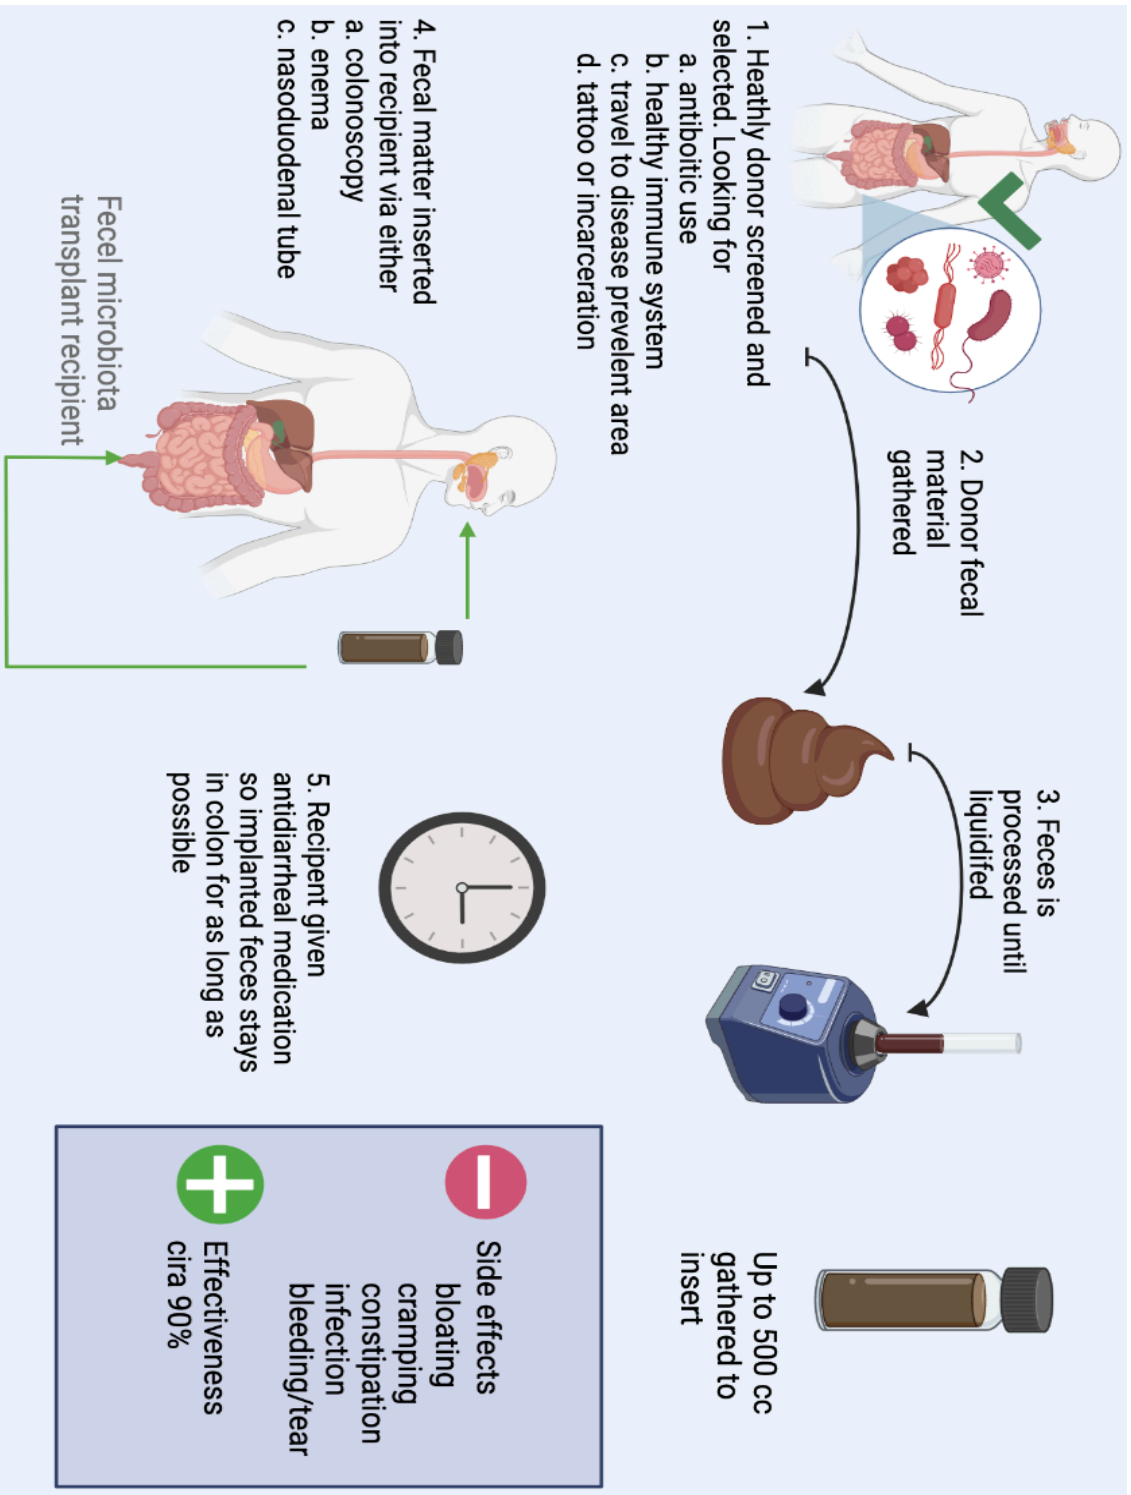 1. Heathly donor screened and
selected. Looking for
a. antiboitic use
b. healthy immune system
c. travel to disease prevelent area
d. tattoo or incarceration
2. Donor fecal
material
gathered
3. Feces is
processed until
liquidifed
Up to 500 cc
gathered to
insert
4. Fecal matter inserted
into recipient via either
a. colonoscopy
b. enema
c. nasoduodenal tube
Fecel microbiota
transplant recipient
5. Recipent given
antidiarrheal medication
so implanted feces stays
in colon for as long as
possible
Side effects
bloating
cramping
constipation
infection
bleeding/tear
Effectiveness
cira 90%